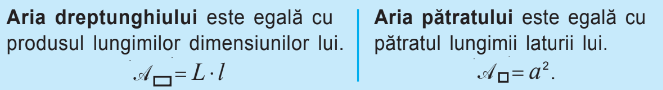 Aria dreptunghiului este egală cu
produsul lungimilor dimensiunilor lui.
𝒜▭ = L · l
Aria pătratului este egală cu
pătratul lungimii laturii lui.
𝒜□ = a².